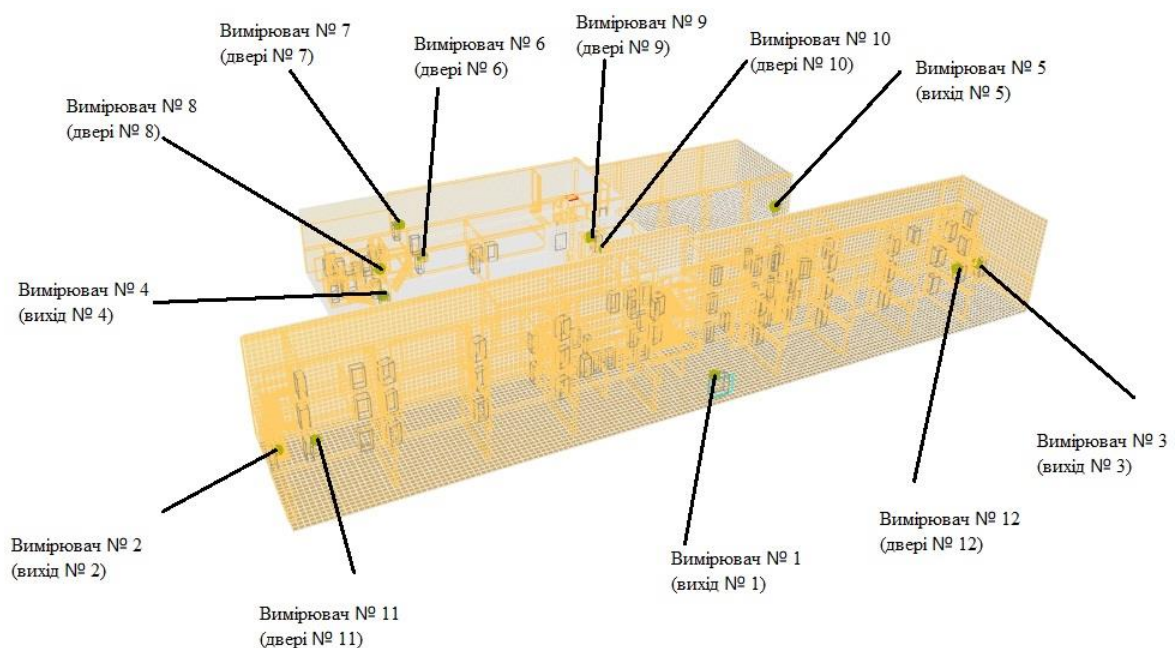 Вимірювач № 7
(двері № 7)
Вимірювач № 6
(двері № 6)
Вимірювач № 9
(двері № 9)
Вимірювач № 10
(двері № 10)
Вимірювач № 5
(вихід № 5)
Вимірювач № 8
(двері № 8)
Вимірювач № 4
(вихід № 4)
Вимірювач № 3
(вихід № 3)
Вимірювач № 12
(двері № 12)
Вимірювач № 2
(вихід № 2)
Вимірювач № 1
(вихід № 1)
Вимірювач № 11
(двері № 11)